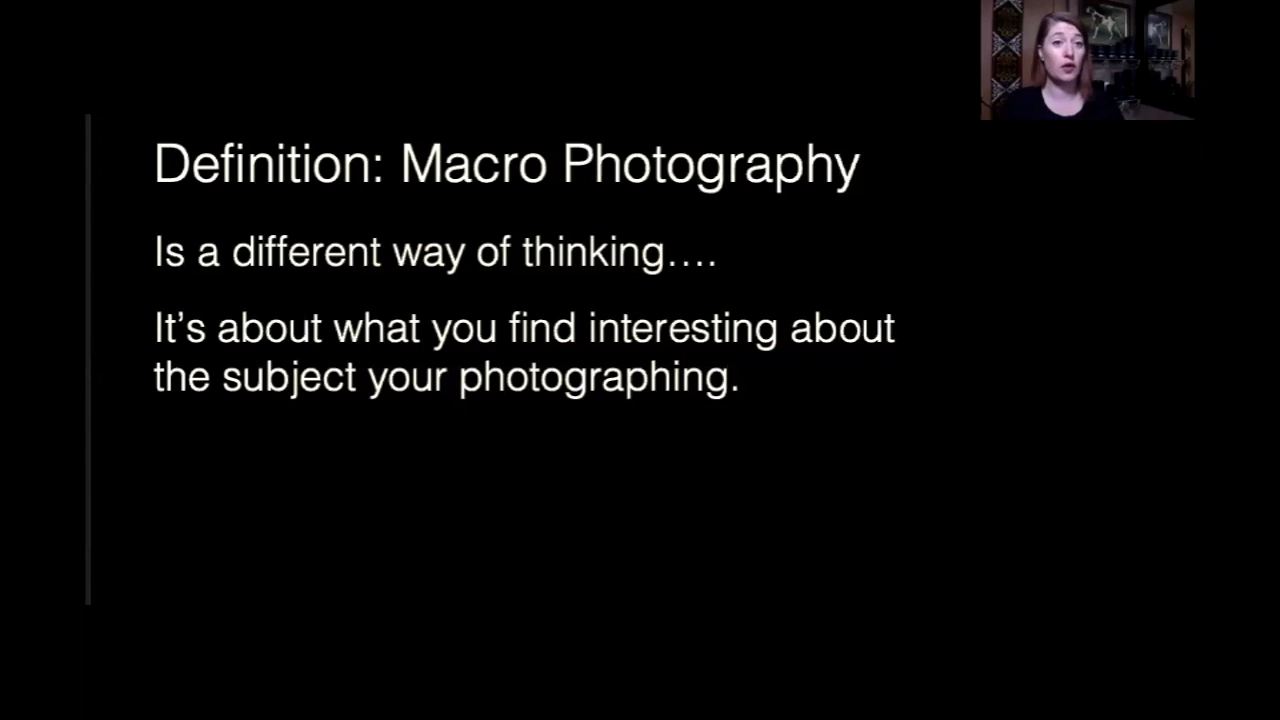 Definition: Macro Photography
Is a different way of thinking….
It’s about what you find interesting about
the subject your photographing.